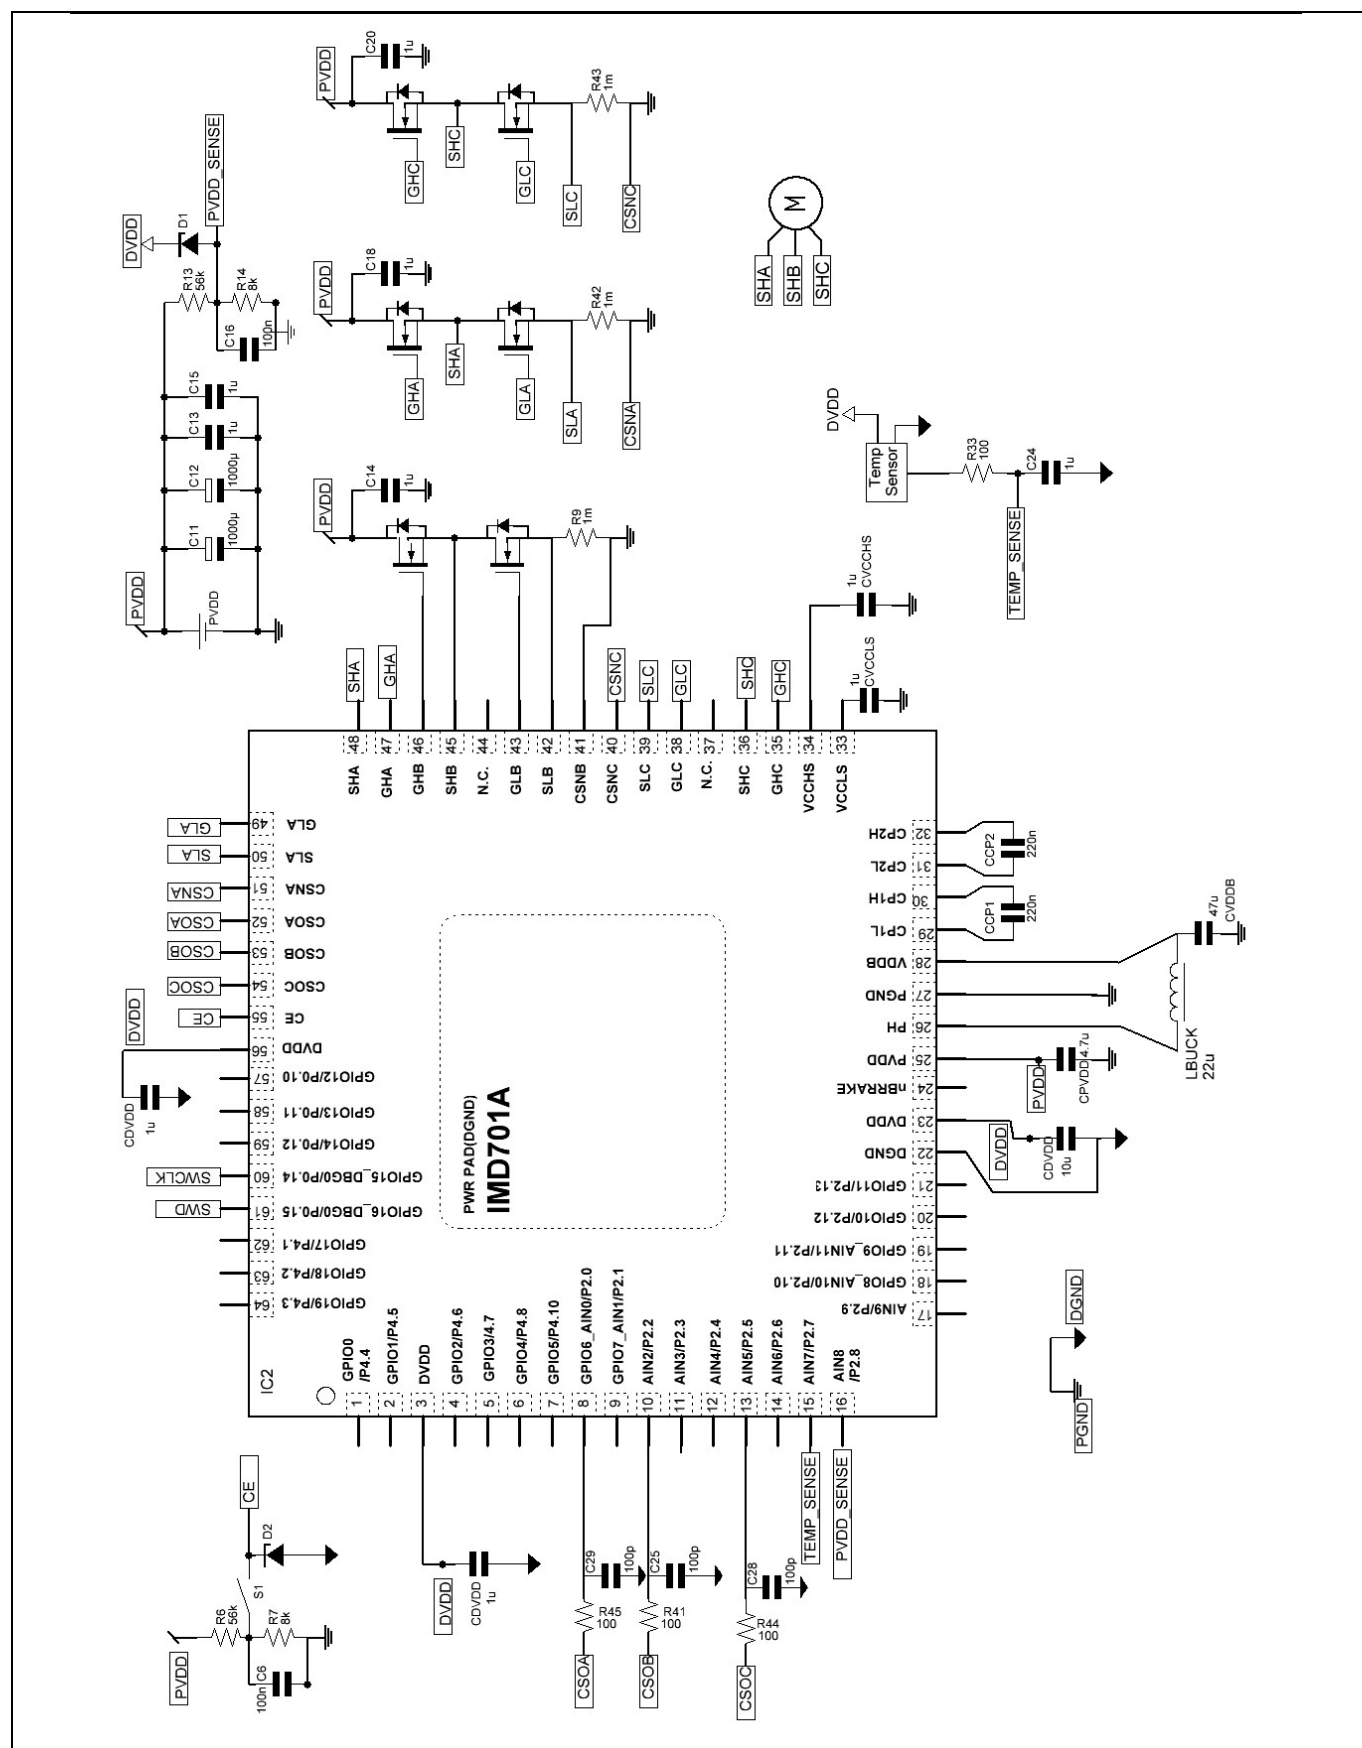 PVDD
C20
1u
R43
1m
GHC
SHC
GLC
SLC
CSNC
DVDD
D1
PVDD_SENSE
R13
56k
R14
8k
C16
100n
C15
1u
C13
1u
C12
1000µ
C11
1000µ
PVDD
PVDD
PVDD
C18
1u
R42
1m
GHA
SHA
GLA
SLA
CSNA
M
SHA
SHB
SHC
PVDD
C14
1u
R9
1m
DVDD
Temp
Sensor
R33
100
C24
1u
TEMP_SENSE
1u
CVCCHS
1u
CVCCLS
SHA
GHA
CSNC
SLC
GLC
SHC
GHC
48
47
46
45
44
43
42
41
40
39
38
37
36
35
34
33
SHA
GHA
GHB
SHB
N.C.
GLB
SLB
CSNB
CSNC
SLC
GLC
N.C.
SHC
GHC
VCCHS
VCCLS
GLA
49
GLA
SLA
50
SLA
CSNA
51
CSNA
CSOA
52
CSOA
CSOB
53
CSOB
CSOC
54
CSOC
CE
55
CE
DVDD
56
DVDD
CDVDD
1u
57
GPIO12/P0.10
58
GPIO13/P0.11
59
GPIO14/P0.12
SWCLK
60
GPIO15_DBG0/P0.14
SWD
61
GPIO16_DBG0/P0.15
62
GPIO17/P4.1
63
GPIO18/P4.2
64
GPIO19/P4.3
PWR PAD(DGND)
IMD701A
CP2H
32
CP2L
31
CCP2
220n
CP1H
30
CP1L
29
CCP1
220n
VDDB
28
47u
CVDDB
PGND
27
PH
26
LBUCK
22u
PVDD
25
PVDD
CPVDD 4.7u
nBRRAKE
24
DVDD
23
DVDD
CDVDD
10u
DGND
22
GPIO11/P2.13
21
GPIO10/P2.12
20
GPIO9_AIN11/P2.11
19
GPIO8_AIN10/P2.10
18
AIN9/P2.9
17
IC2
GPIO0
/P4.4
GPIO1/P4.5
DVDD
GPIO2/P4.6
GPIO3/4.7
GPIO4/P4.8
GPIO5/P4.10
GPIO6_AIN0/P2.0
GPIO7_AIN1/P2.1
AIN2/P2.2
AIN3/P2.3
AIN4/P2.4
AIN5/P2.5
AIN6/P2.6
AIN7/P2.7
AIN8
/P2.8
1
2
3
4
5
6
7
8
9
10
11
12
13
14
15
16
DGND
PGND
CE
D2
S1
R6
56k
R7
8k
PVDD
100n
C6
DVDD
CDVDD
1u
C29
100p
R45
100
CSOA
C25
100p
R41
100
CSOB
C28
100p
R44
100
CSOC
TEMP_SENSE
PVDD_SENSE